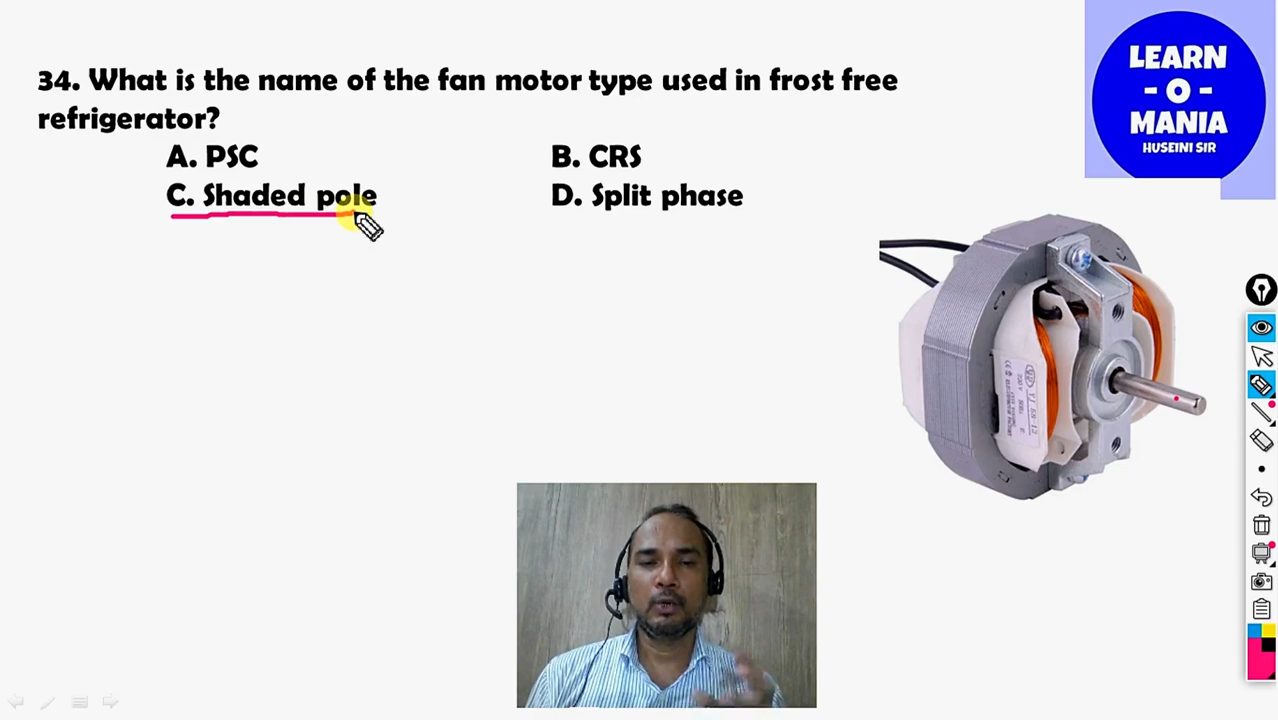 34. What is the name of the fan motor type used in frost free
refrigerator?
A. PSC
B. CRS
C. Shaded pole
D. Split phase
LEARN
- O -
MANIA
HUSEINI SIR